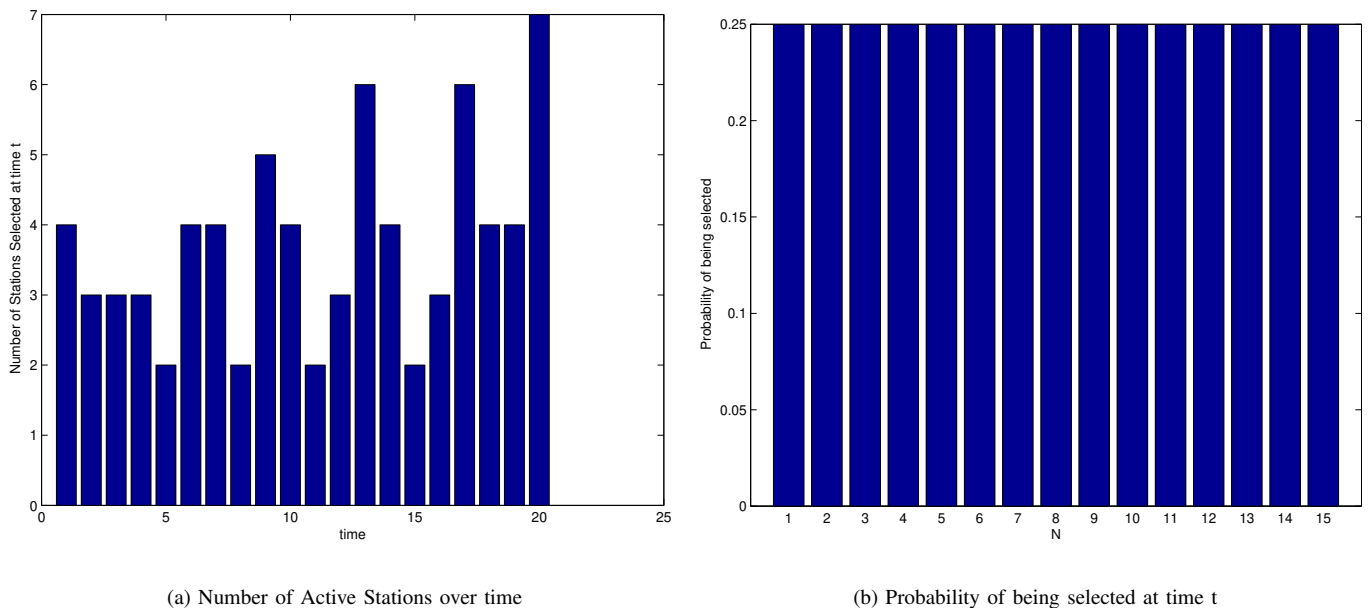 7
6
5
4
3
2
1
0
Number of Stations Selected at time t
0 5 10 15 20 25
time
(a) Number of Active Stations over time
0.25
0.2
0.15
0.1
0.05
0
Probability of being selected
1 2 3 4 5 6 7 8 9 10 11 12 13 14 15
N
(b) Probability of being selected at time t